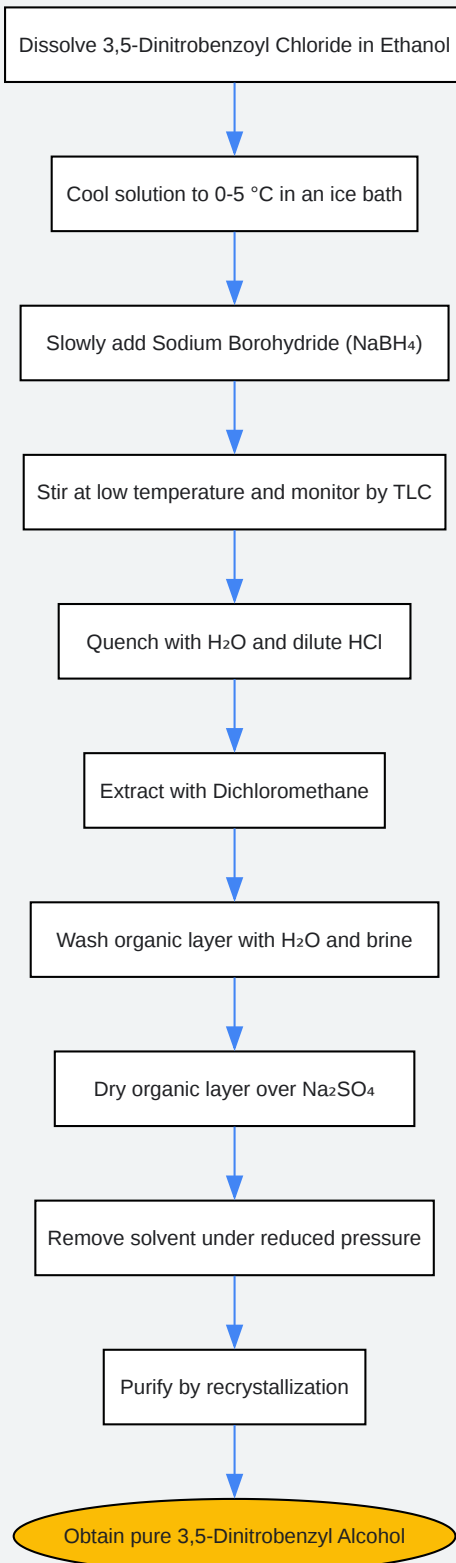 Dissolve 3,5-Dinitrobenzoyl Chloride in Ethanol
Cool solution to 0-5 °C in an ice bath
Slowly add Sodium Borohydride (NaBH₄)
Stir at low temperature and monitor by TLC
Quench with H₂O and dilute HCl
Extract with Dichloromethane
Wash organic layer with H₂O and brine
Dry organic layer over Na₂SO₄
Remove solvent under reduced pressure
Purify by recrystallization
Obtain pure 3,5-Dinitrobenzyl Alcohol